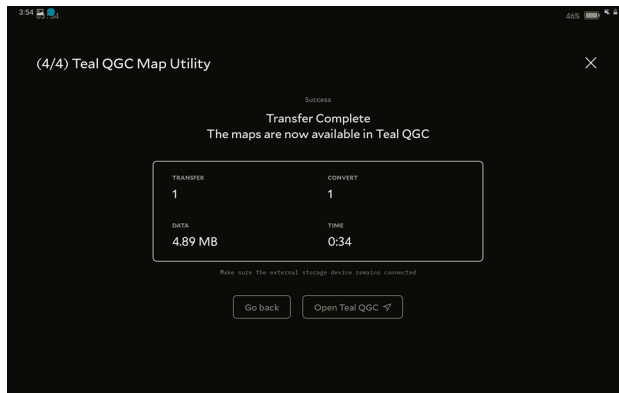 3:54
03:54
46%
(4/4) Teal QGC Map Utility
Success
Transfer Complete
The maps are now available in Teal QGC
TRANSFER CONVERT
1 1
DATA TIME
4.89 MB 0:34
Make sure the external storage device remains connected
Go back Open Teal QGC